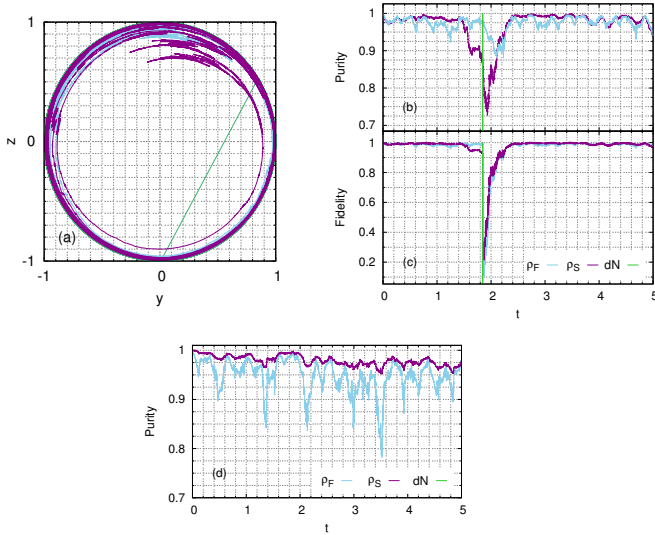 1
0
-1
-1
0
1
z
y
(a)
1
0.9
0.8
0.7
Purity
(b)
1
0.8
0.6
0.4
0.2
Fidelity
(c)
ρF ρS dN
0 1 2 3 4 5
t
1
0.9
0.8
0.7
Purity
(d)
ρF ρS dN
0 1 2 3 4 5
t